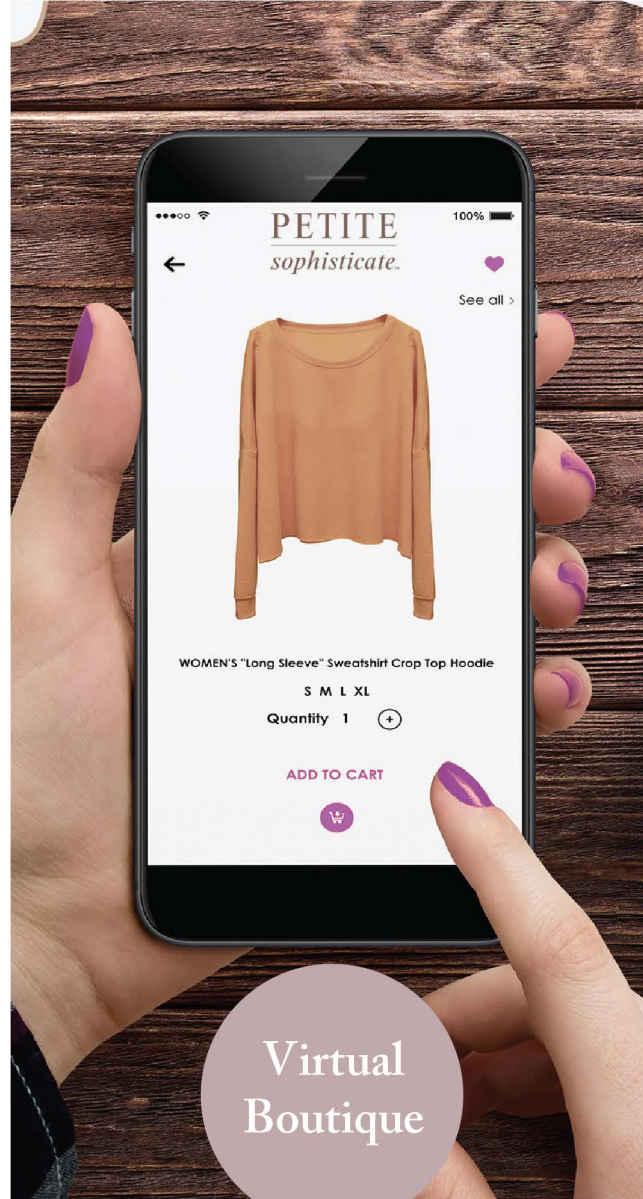 100%
PETITE
sophisticate™
See all >
WOMEN'S "Long Sleeve" Sweatshirt Crop Top Hoodie
S M L XL
Quantity 1 +
ADD TO CART
Virtual
Boutique